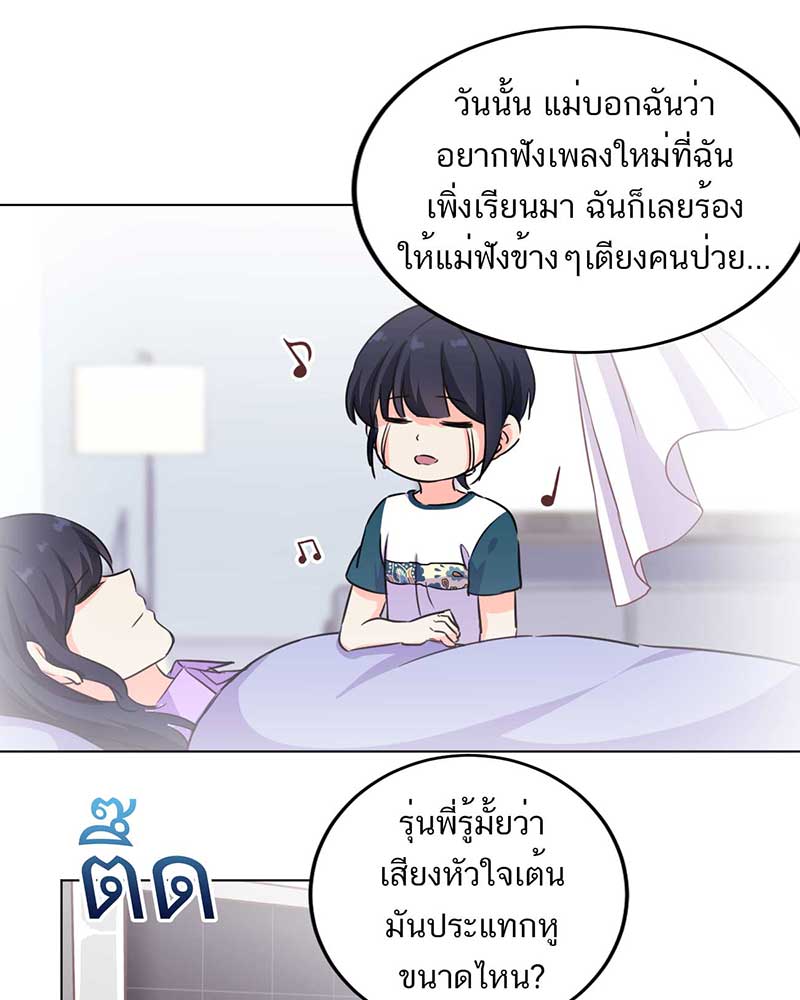 วันนั้น แม่บอกฉันว่า
อยากฟังเพลงใหม่ที่ฉัน
เพิ่งเรียนมา ฉันก็เลยร้อง
ให้แม่ฟังข้างๆเตียงคนป่วย...
ตี๊ด
รุ่นพี่รู้มั้ยว่า
เสียงหัวใจเต้น
มันประแทกหู
ขนาดไหน?